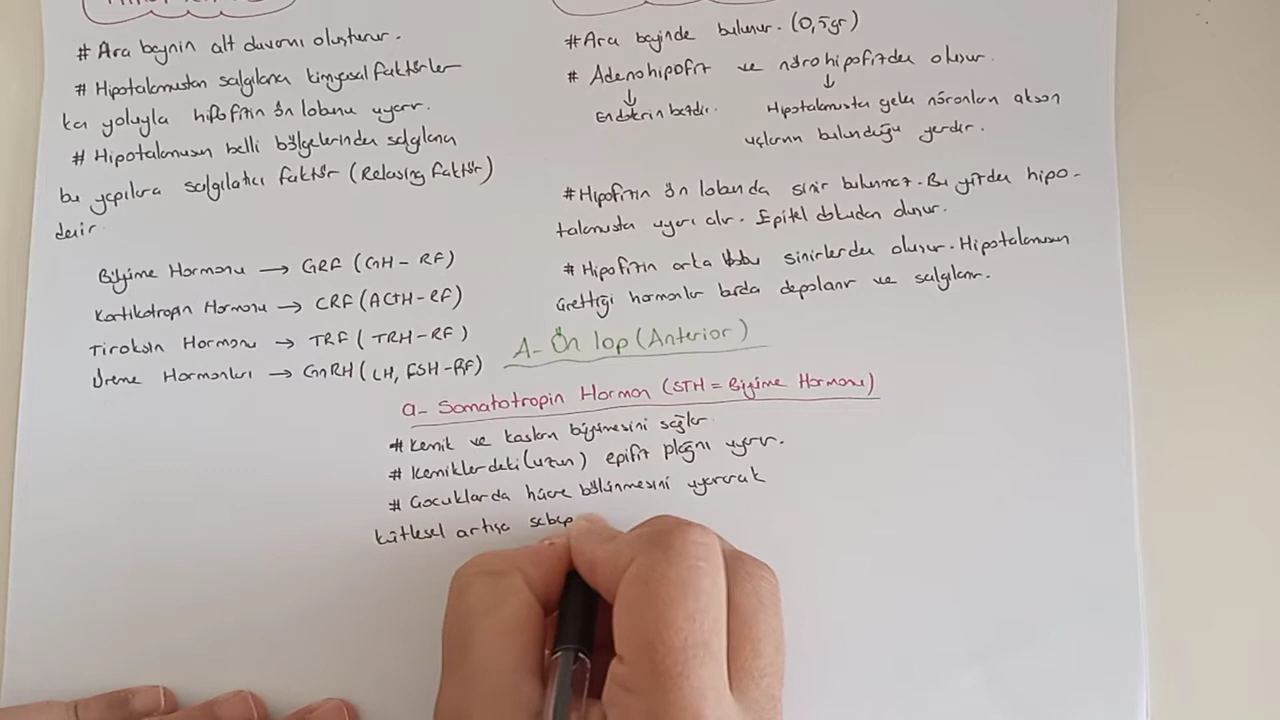 # Ara beynin alt duvarını oluşturur.
# Hipotalamustan salgılanan kimyasal faktörler
kan yoluyla hipofizin ön lobunu uyarır.
# Hipotalamusun belli bölgelerinden salgılanan
bu yapılara salgılatıcı faktör (Relasing faktör)
denir.
Büyüme Hormonu → GRF (GH-RF)
Kortikotropin Hormonu → CRF (ACtH-RF)
Tiroksin Hormonu → TRF (TRH-RF)
Üreme Hormonları → GnRH (LH, FSH-RF)
# Ara beyinde bulunur. (0,5gr)
# Adenohipofiz ve nörohipofizden oluşur.
↓ ↓
Endokrin bezdir. Hipotalamustan gelen nöronların akson
uçlarının bulunduğu yerdir.
# Hipofizin ön lobunda sinir bulunmaz. Bu yüzden hipo-
talamustan uyarı alır. Epitel dokudan oluşur.
# Hipofizin arka lobu sinirlerden oluşur. Hipotalamusun
ürettiği hormonlar burda depolanır ve salgılanır.
A- Ön lop (Anterior)
a- Somatotropin Hormon (STH = Büyüme Hormonu)
# Kemik ve kasların büyümesini sağlar.
# Kemiklerdeki (uzun) epifiz plağını uyarır.
# Çocuklarda hücre bölünmesini uyararak
kütlesel artışa sebep